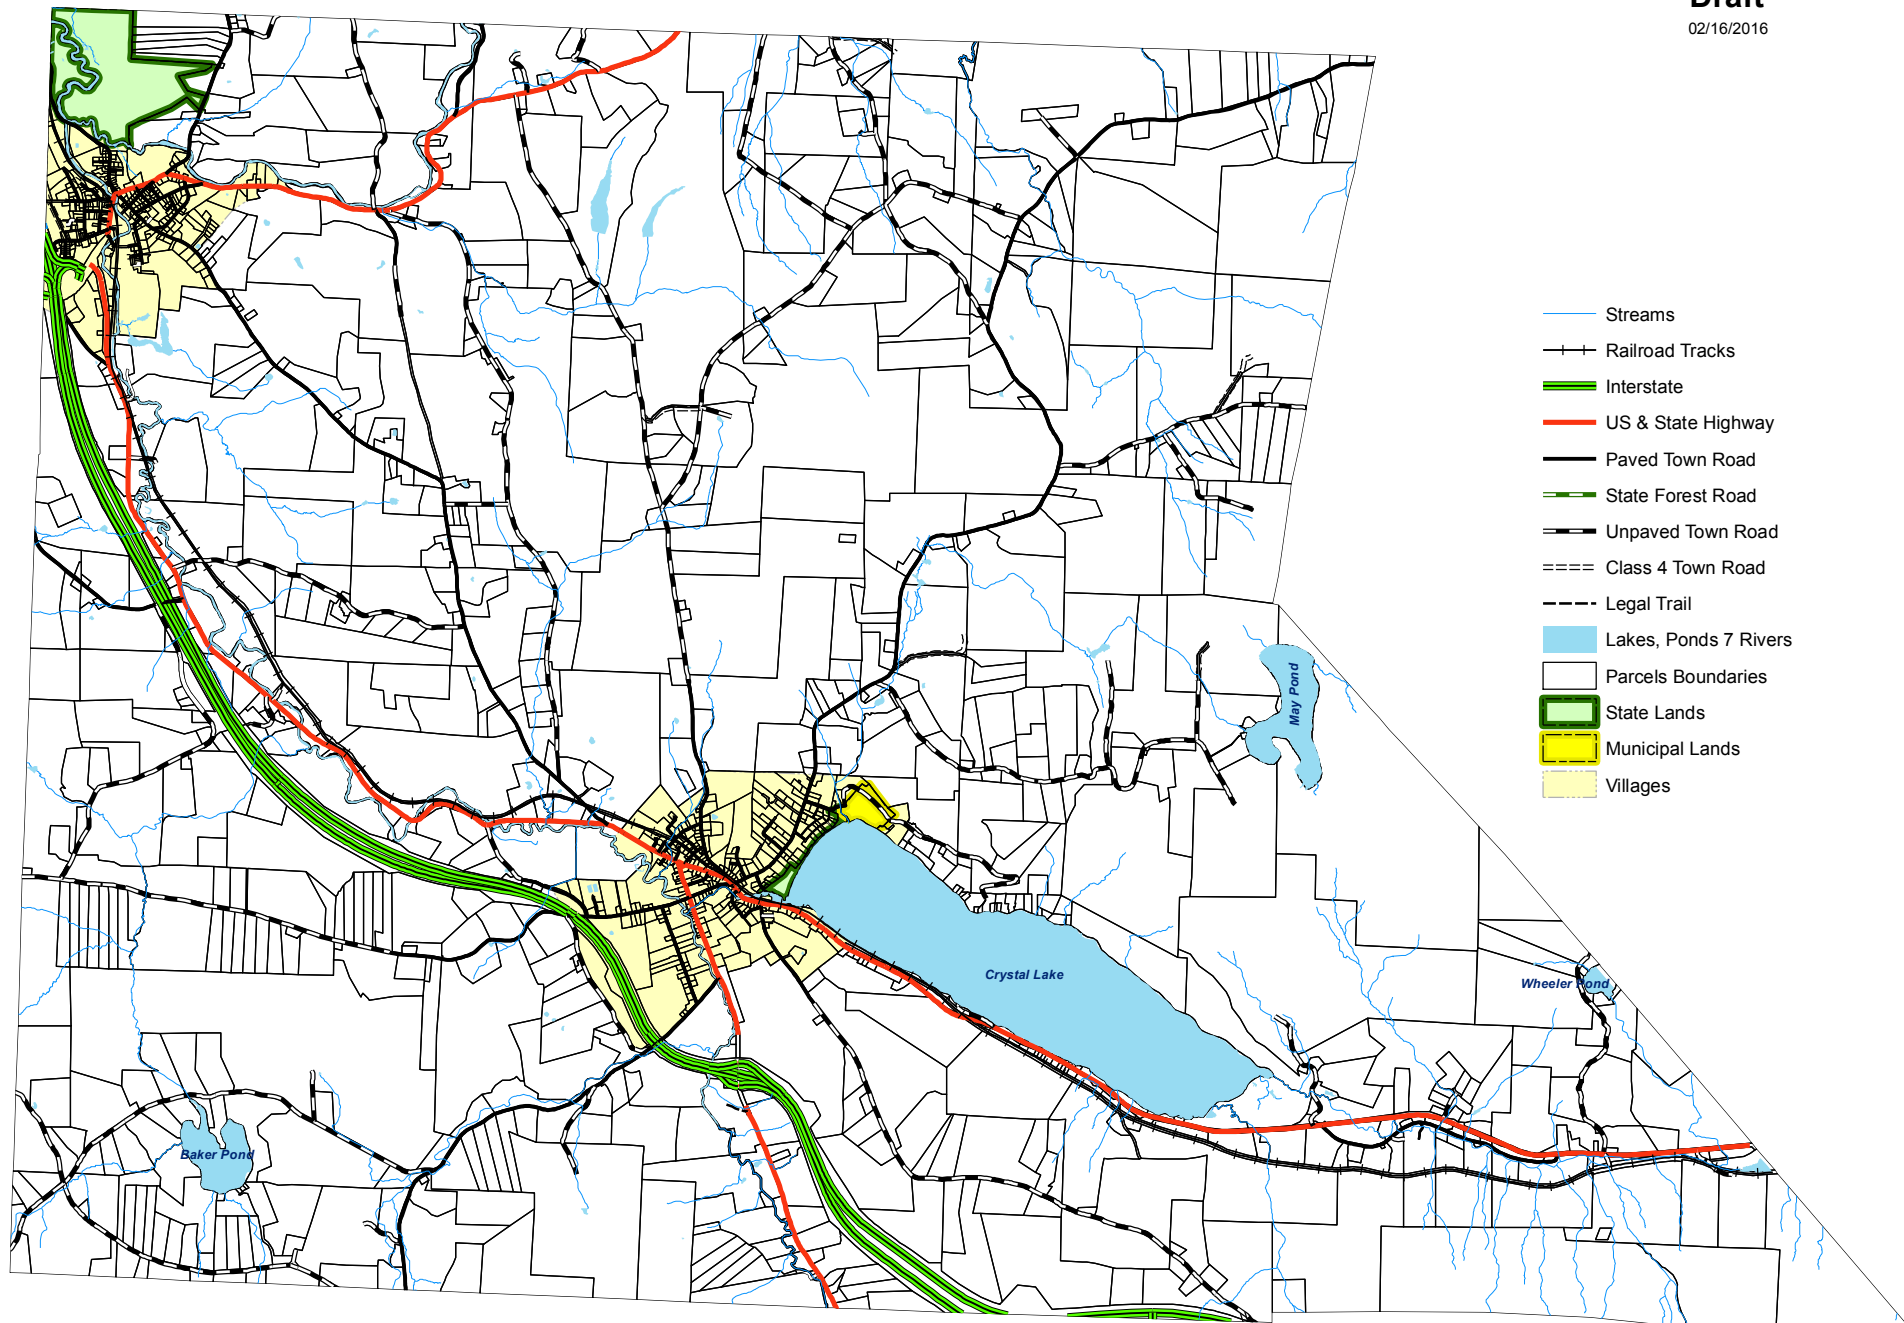 Draft
02/16/2016
Streams
Railroad Tracks
Interstate
US & State Highway
Paved Town Road
State Forest Road
Unpaved Town Road
Class 4 Town Road
Legal Trail
Lakes, Ponds 7 Rivers
Parcels Boundaries
State Lands
Municipal Lands
Villages
May Pond
Crystal Lake
Wheeler Pond
Baker Pond